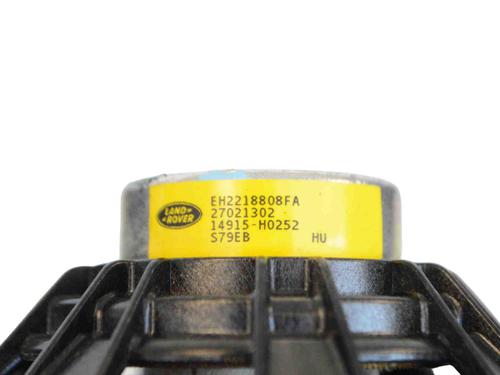 LAND
ROVER
EH2218808FA
27021302
14915-H0252
S79EB HU